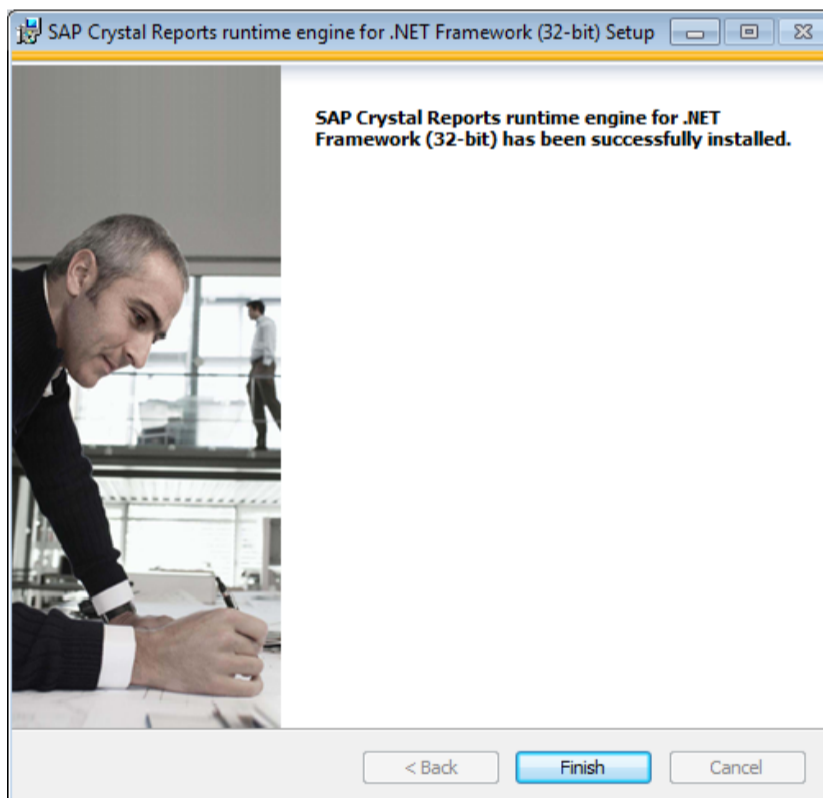 SAP Crystal Reports runtime engine for .NET Framework (32-bit) Setup
SAP Crystal Reports runtime engine for .NET
Framework (32-bit) has been successfully installed.
< Back
Finish
Cancel